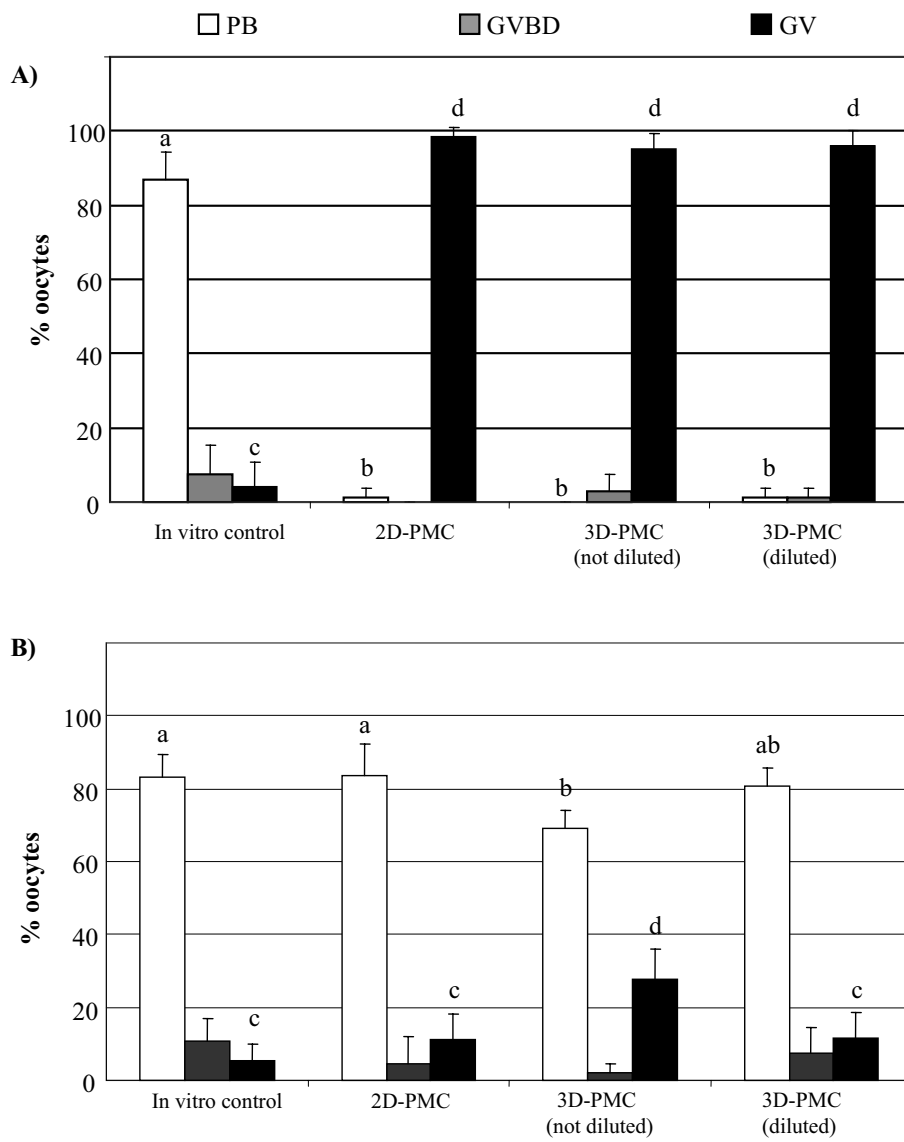 PB GVBD GV
A)
d d d
100
a
80
60
40
20
c
b b b
0
% oocytes
In vitro control 2D-PMC 3D-PMC 3D-PMC
(not diluted) (diluted)
B)
100
a a ab
80
b
60
40
d
20
c c c
0
% oocytes
In vitro control 2D-PMC 3D-PMC 3D-PMC
(not diluted) (diluted)